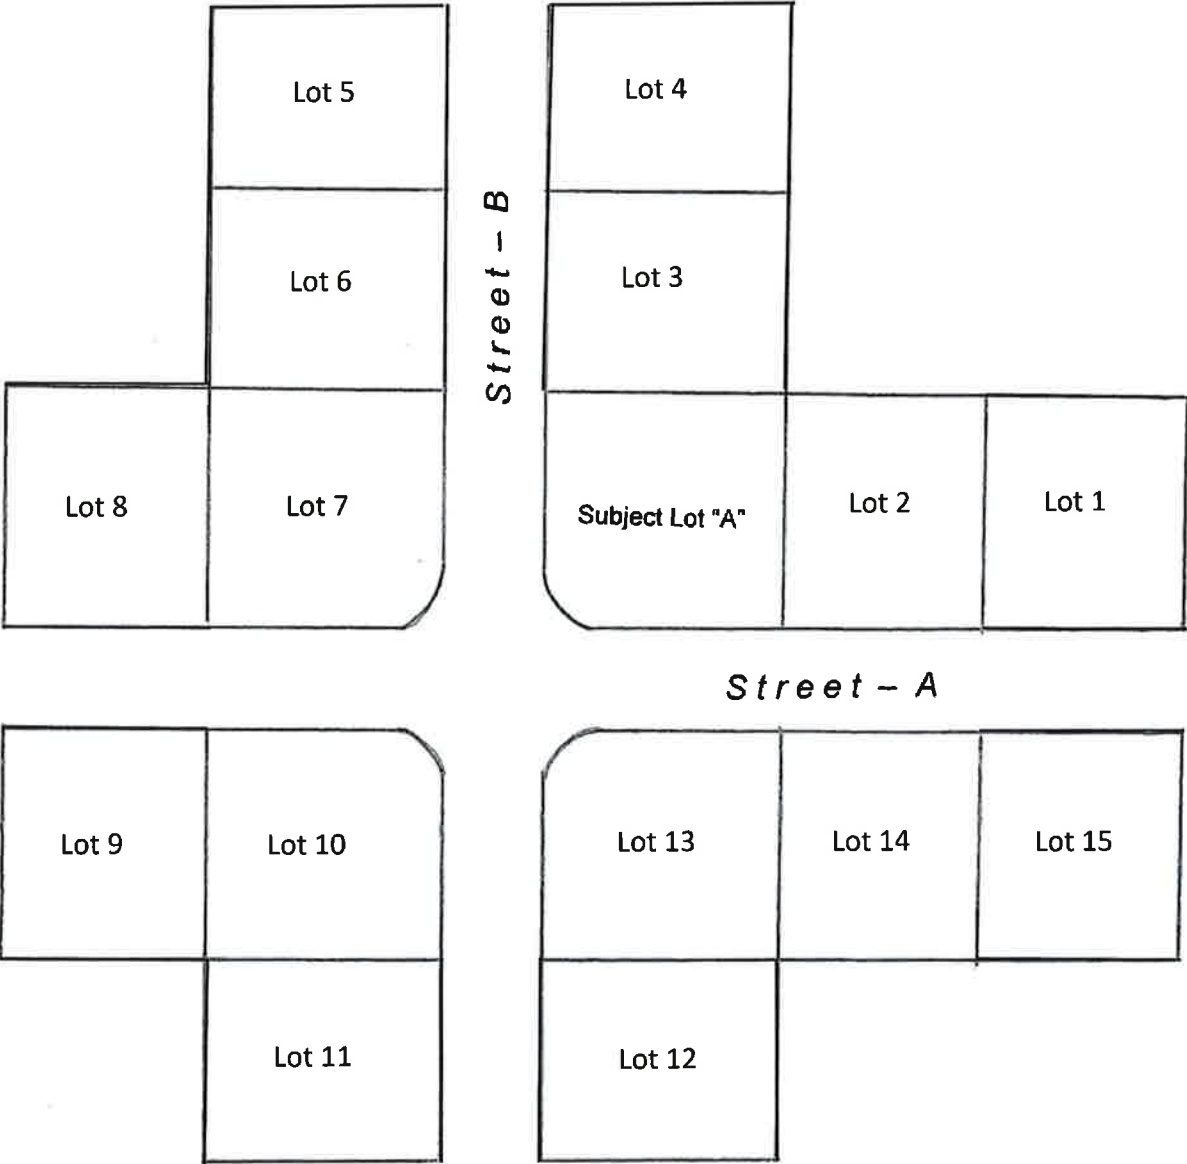 Lot 5
Lot 4
Street – B
Lot 6
Lot 3
Lot 8
Lot 7
Subject Lot "A"
Lot 2
Lot 1
Street – A
Lot 9
Lot 10
Lot 13
Lot 14
Lot 15
Lot 11
Lot 12